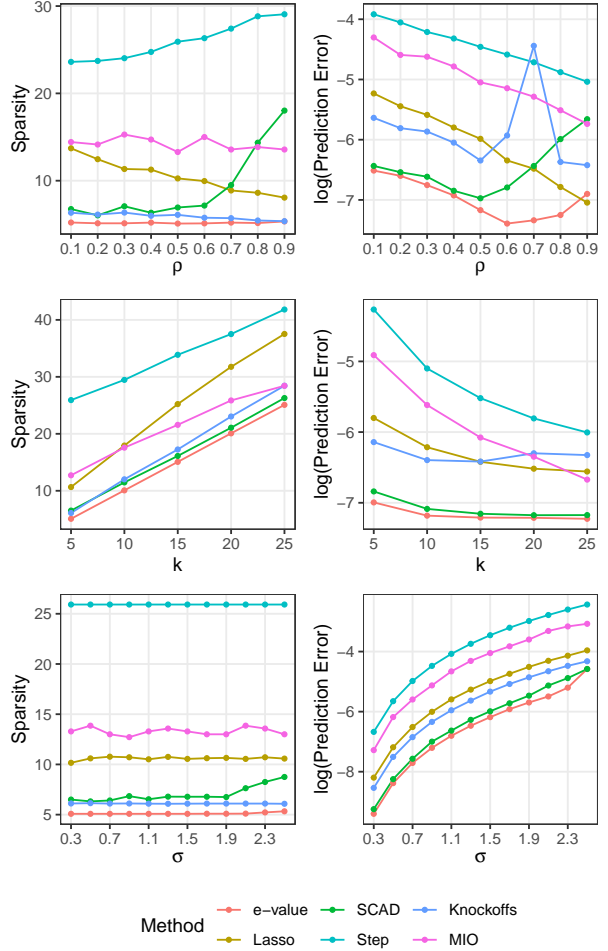 30
20
10
Sparsity
0.1 0.2 0.3 0.4 0.5 0.6 0.7 0.8 0.9
ρ
−4
−5
−6
−7
log(Prediction Error)
0.1 0.2 0.3 0.4 0.5 0.6 0.7 0.8 0.9
ρ
40
30
20
10
Sparsity
5 10 15 20 25
k
−5
−6
−7
log(Prediction Error)
5 10 15 20 25
k
25
20
15
10
5
Sparsity
0.3 0.7 1.1 1.5 1.9 2.3
σ
−4
−6
−8
log(Prediction Error)
0.3 0.7 1.1 1.5 1.9 2.3
σ
Method
e−value SCAD Knockoffs
Lasso Step MIO